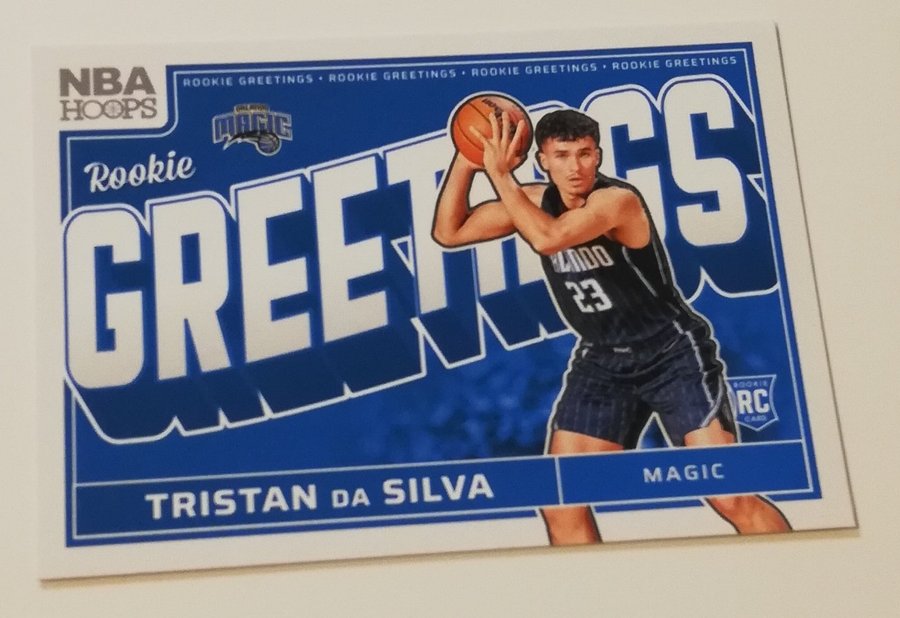 ROOKIE GREETINGS • ROOKIE GREETINGS • ROOKIE GREETINGS • ROOKIE GREETINGS
NBA
HOOPS
MAGIC
Rookie
GREETINGS
23
ROOKIE
RC
CARD
TRISTAN DA SILVA
MAGIC